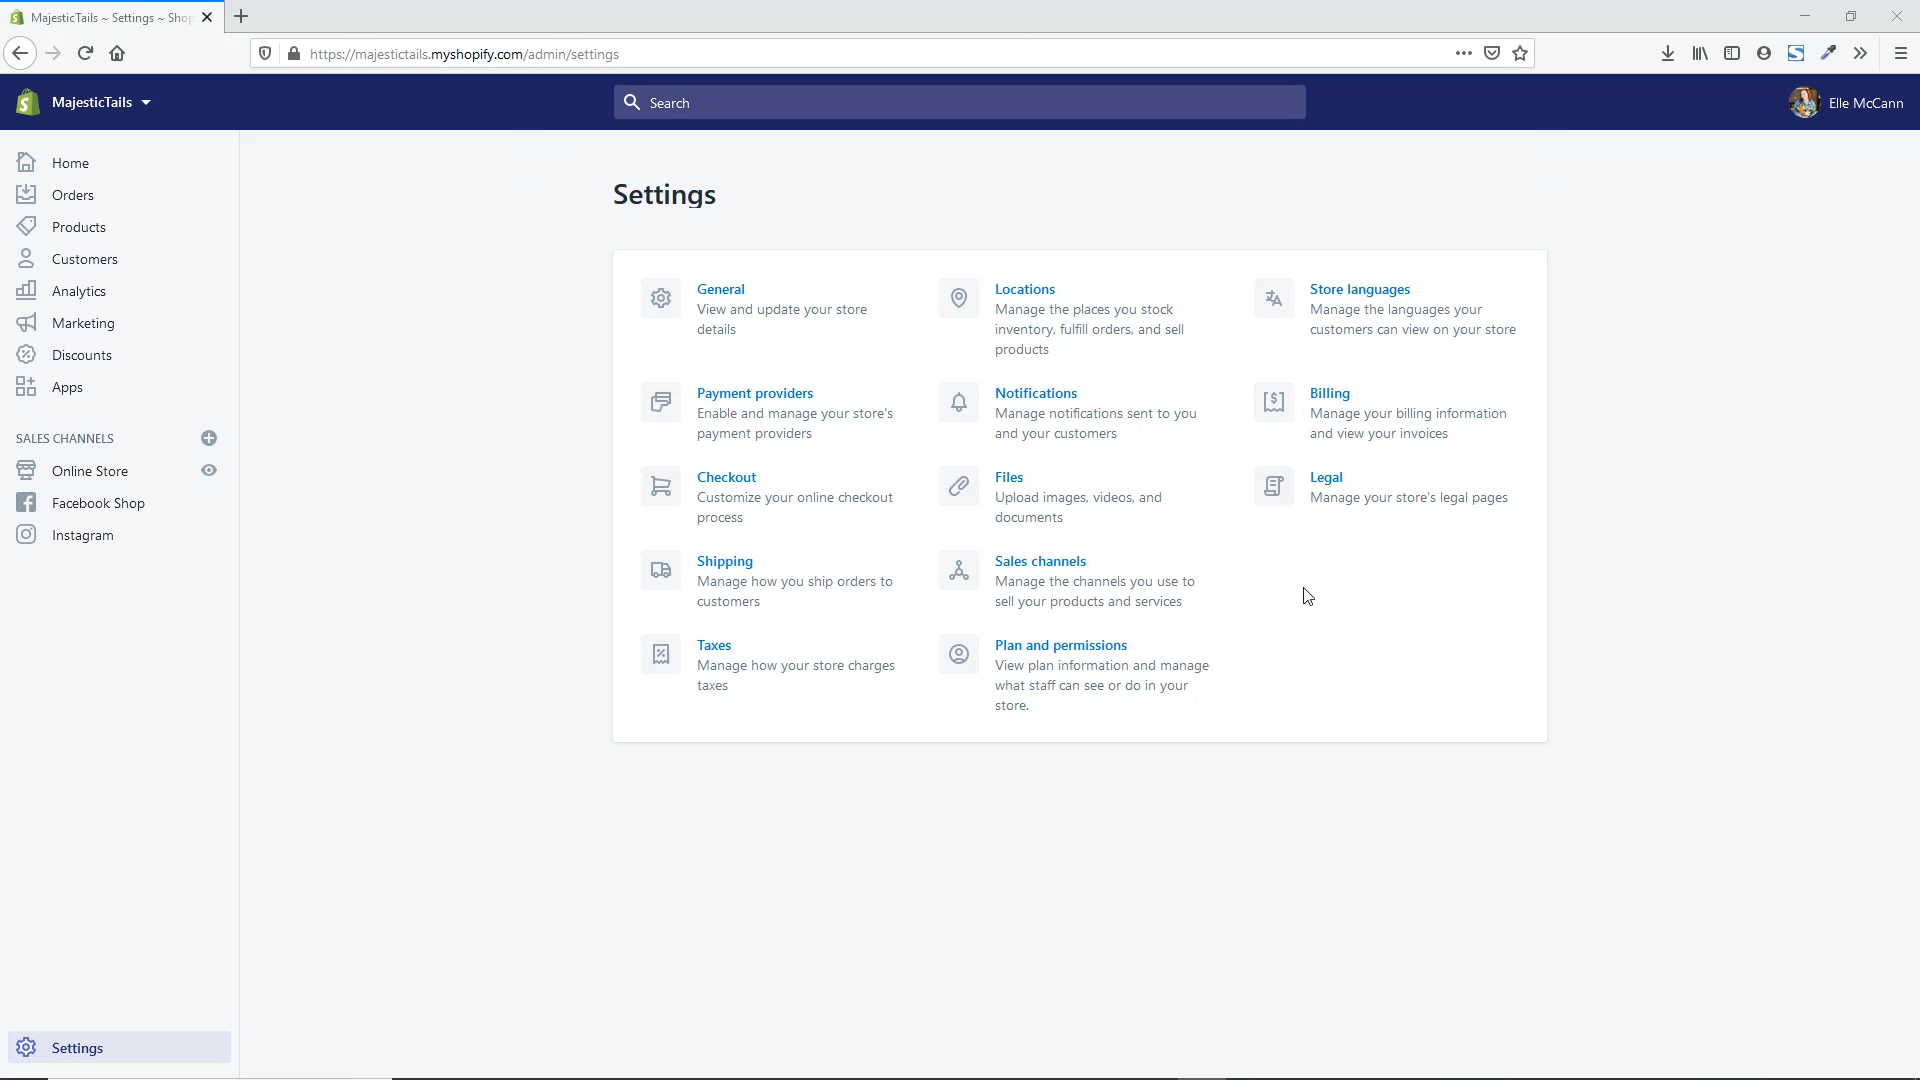 MajesticTails ~ Settings ~ Shop
https://majestictails.myshopify.com/admin/settings
MajesticTails
Search
Elle McCann
Home
Orders
Products
Customers
Analytics
Marketing
Discounts
Apps
SALES CHANNELS
Online Store
Facebook Shop
Instagram
Settings
Settings
General
View and update your store
details
Locations
Manage the places you stock
inventory, fulfill orders, and sell
products
Store languages
Manage the languages your
customers can view on your store
Payment providers
Enable and manage your store's
payment providers
Notifications
Manage notifications sent to you
and your customers
Billing
Manage your billing information
and view your invoices
Checkout
Customize your online checkout
process
Files
Upload images, videos, and
documents
Legal
Manage your store's legal pages
Shipping
Manage how you ship orders to
customers
Sales channels
Manage the channels you use to
sell your products and services
Taxes
Manage how your store charges
taxes
Plan and permissions
View plan information and manage
what staff can see or do in your
store.